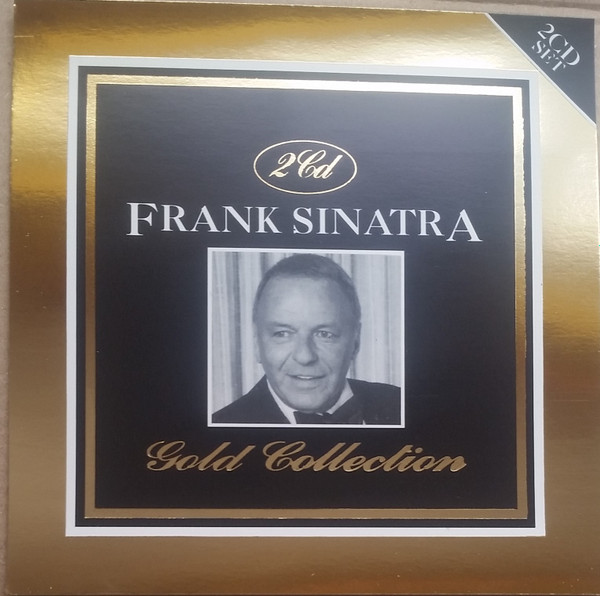 2CD
SET
2Cd
FRANK SINATRA
Gold Collection